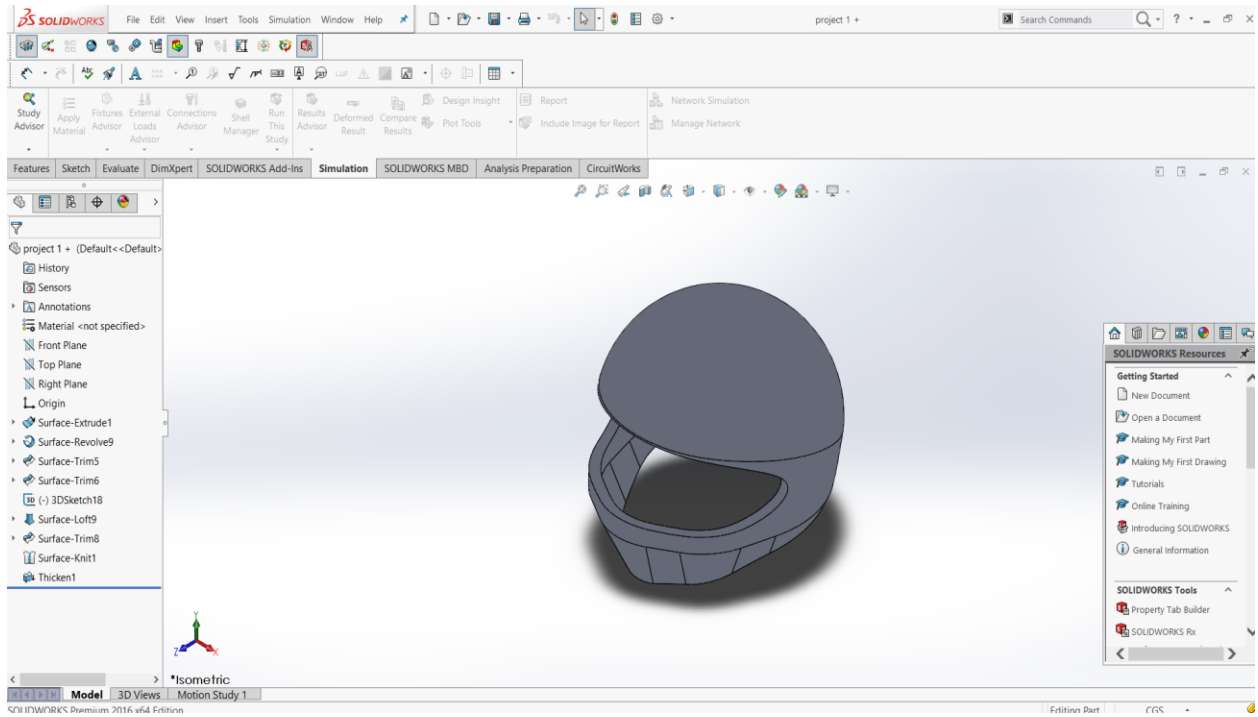 SOLIDWORKS File Edit View Insert Tools Simulation Window Help project 1 + Search Commands
Study Advisor
Apply Material
Fixtures Advisor
External Loads Advisor
Connections Advisor
Shell Manager
Run This Study
Results Advisor
Deformed Result
Compare Results
Design Insight
Plot Tools
Report
Include Image for Report
Network Simulation
Manage Network
Features Sketch Evaluate DimXpert SOLIDWORKS Add-Ins Simulation SOLIDWORKS MBD Analysis Preparation CircuitWorks
project 1 + (Default<<Default>
History
Sensors
Annotations
Material <not specified>
Front Plane
Top Plane
Right Plane
Origin
Surface-Extrude1
Surface-Revolve9
Surface-Trim5
Surface-Trim6
3D (-) 3DSketch18
Surface-Loft9
Surface-Trim8
Surface-Knit1
Thicken1
SOLIDWORKS Resources
Getting Started
New Document
Open a Document
Making My First Part
Making My First Drawing
Tutorials
Online Training
Introducing SOLIDWORKS
General Information
SOLIDWORKS Tools
Property Tab Builder
SOLIDWORKS Rx
Y
Z X
*Isometric
Model 3D Views Motion Study 1
SOLIDWORKS Premium 2016 x64 Edition Editing Part CGS